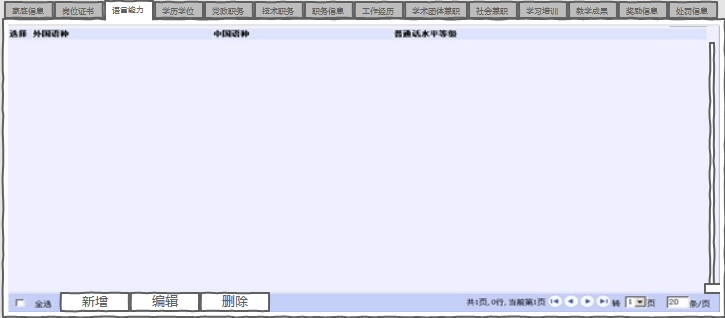 家庭信息 岗位证书 语言能力 学历学位 党政职务 技术职务 职务信息 工作经历 学术团体兼职 社会兼职 学习培训 教学成果 奖励信息 处罚信息
选择 外国语种 中国语种 普通话水平等级
全选 新增 编辑 删除 共1页,0行,当前第1页 转 1 页 20 条/页